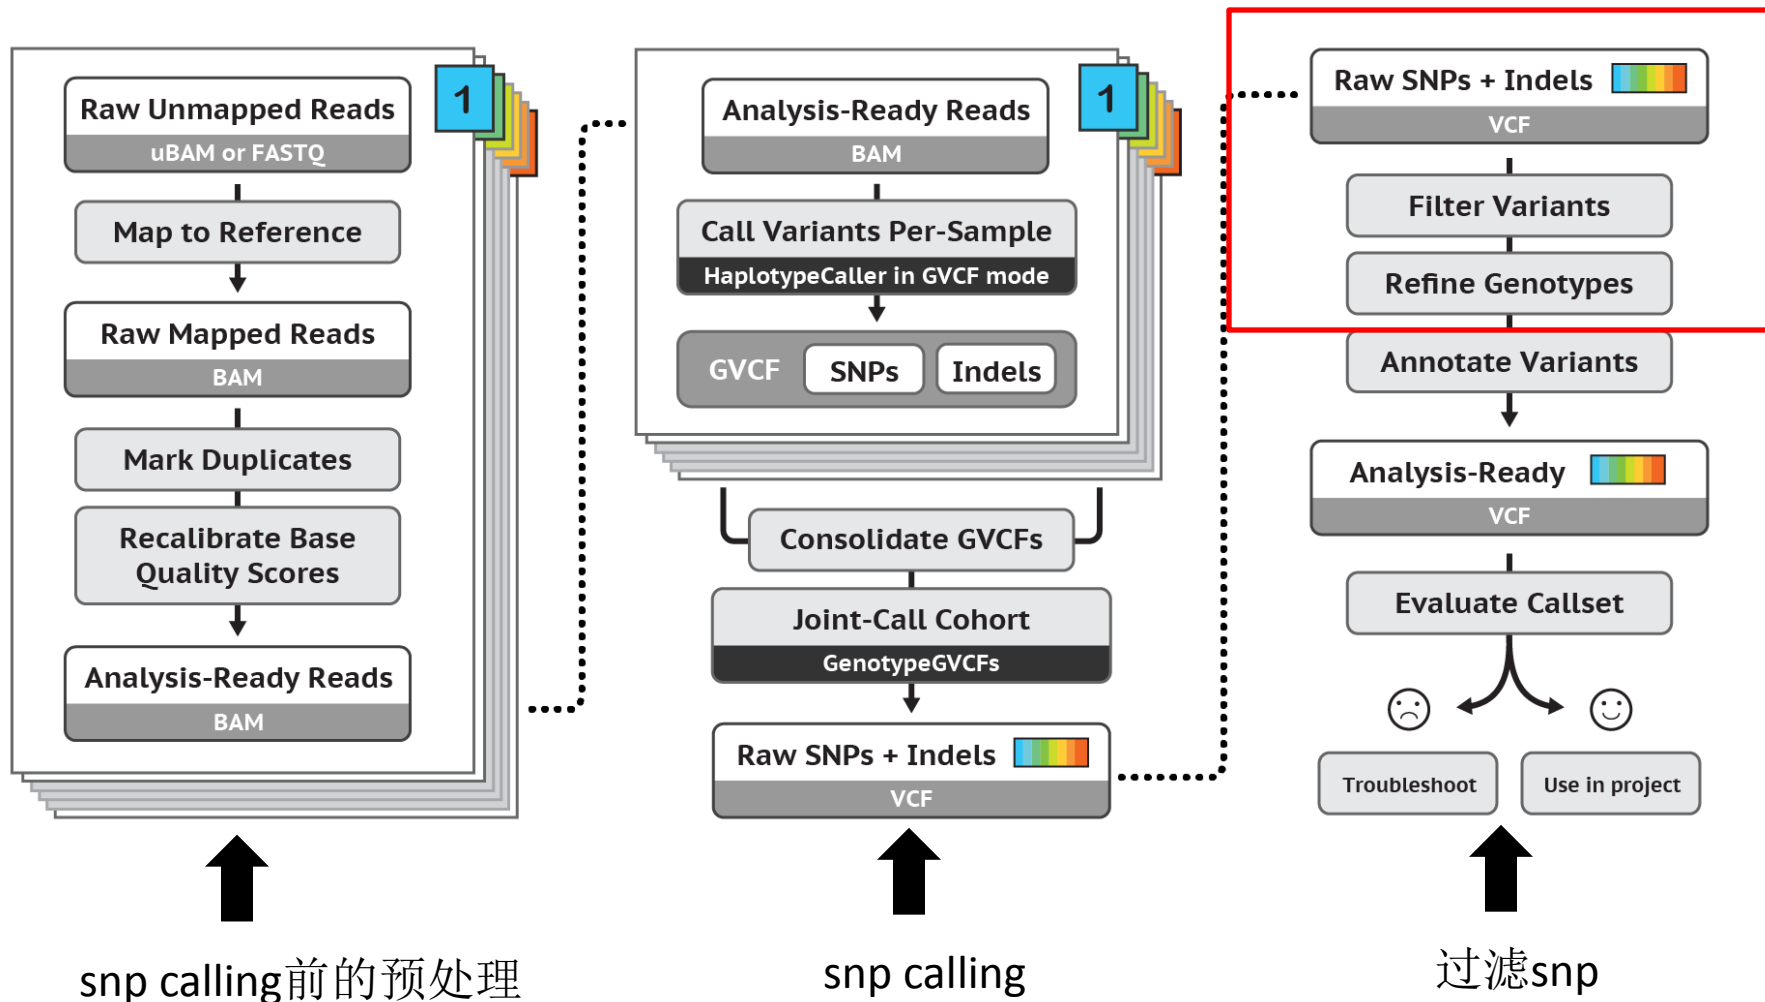 Raw Unmapped Reads
uBAM or FASTQ
1
Map to Reference
Raw Mapped Reads
BAM
Mark Duplicates
Recalibrate Base
Quality Scores
Analysis-Ready Reads
BAM
snp calling前的预处理
Analysis-Ready Reads
BAM
1
Call Variants Per-Sample
HaplotypeCaller in GVCF mode
GVCF SNPs Indels
Consolidate GVCFs
Joint-Call Cohort
GenotypeGVCFs
Raw SNPs + Indels
VCF
snp calling
Raw SNPs + Indels
VCF
Filter Variants
Refine Genotypes
Annotate Variants
Analysis-Ready
VCF
Evaluate Callset
Troubleshoot
Use in project
过滤snp